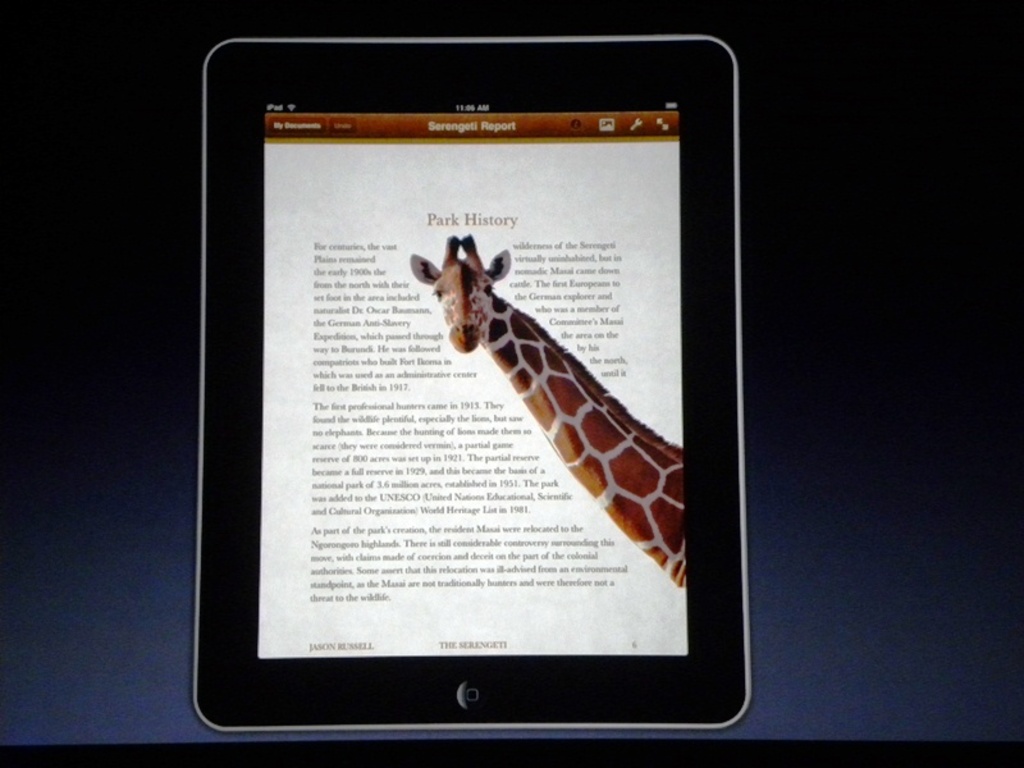 iPad 11:06 AM
My Documents Undo Serengeti Report
Park History
For centuries, the vast wilderness of the Serengeti
Plains remained virtually uninhabited, but in
the early 1900s the nomadic Masai came down
from the north with their cattle. The first Europeans to
set foot in the area included the German explorer and
naturalist Dr. Oscar Baumann, who was a member of
the German Anti-Slavery Committee's Masai
Expedition, which passed through the area on the
way to Burundi. He was followed by his
compatriots who built Fort Ikoma in the north,
which was used as an administrative center until it
fell to the British in 1917.
The first professional hunters came in 1913. They
found the wildlife plentiful, especially the lions, but saw
no elephants. Because the hunting of lions made them so
scarce (they were considered vermin), a partial game
reserve of 800 acres was set up in 1921. The partial reserve
became a full reserve in 1929, and this became the basis of a
national park of 3.6 million acres, established in 1951. The park
was added to the UNESCO (United Nations Educational, Scientific
and Cultural Organization) World Heritage List in 1981.
As part of the park's creation, the resident Masai were relocated to the
Ngorongoro highlands. There is still considerable controversy surrounding this
move, with claims made of coercion and deceit on the part of the colonial
authorities. Some assert that this relocation was ill-advised from an environmental
standpoint, as the Masai are not traditionally hunters and were therefore not a
threat to the wildlife.
JASON RUSSELL THE SERENGETI 6